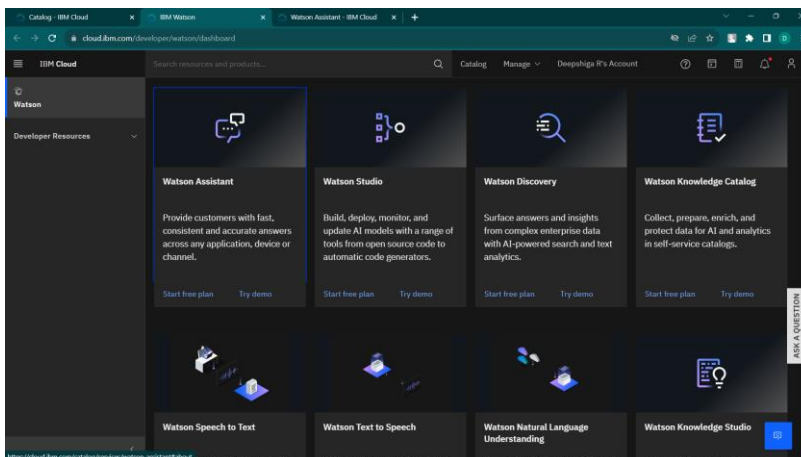 Catalog - IBM Cloud
IBM Watson
Watson Assistant - IBM Cloud
cloud.ibm.com/developer/watson/dashboard
IBM Cloud
Search resources and products...
Catalog
Manage
Deepshiga R's Account
Watson
Developer Resources
Watson Assistant
Provide customers with fast,
consistent and accurate answers
across any application, device or
channel.
Start free plan
Try demo
Watson Studio
Build, deploy, monitor, and
update AI models with a range of
tools from open source code to
automatic code generators.
Start free plan
Try demo
Watson Discovery
Surface answers and insights
from complex enterprise data
with AI-powered search and text
analytics.
Start free plan
Try demo
Watson Knowledge Catalog
Collect, prepare, enrich, and
protect data for AI and analytics
in self-service catalogs.
Start free plan
Try demo
ASK A QUESTION
Watson Speech to Text
Watson Text to Speech
Watson Natural Language
Understanding
Watson Knowledge Studio